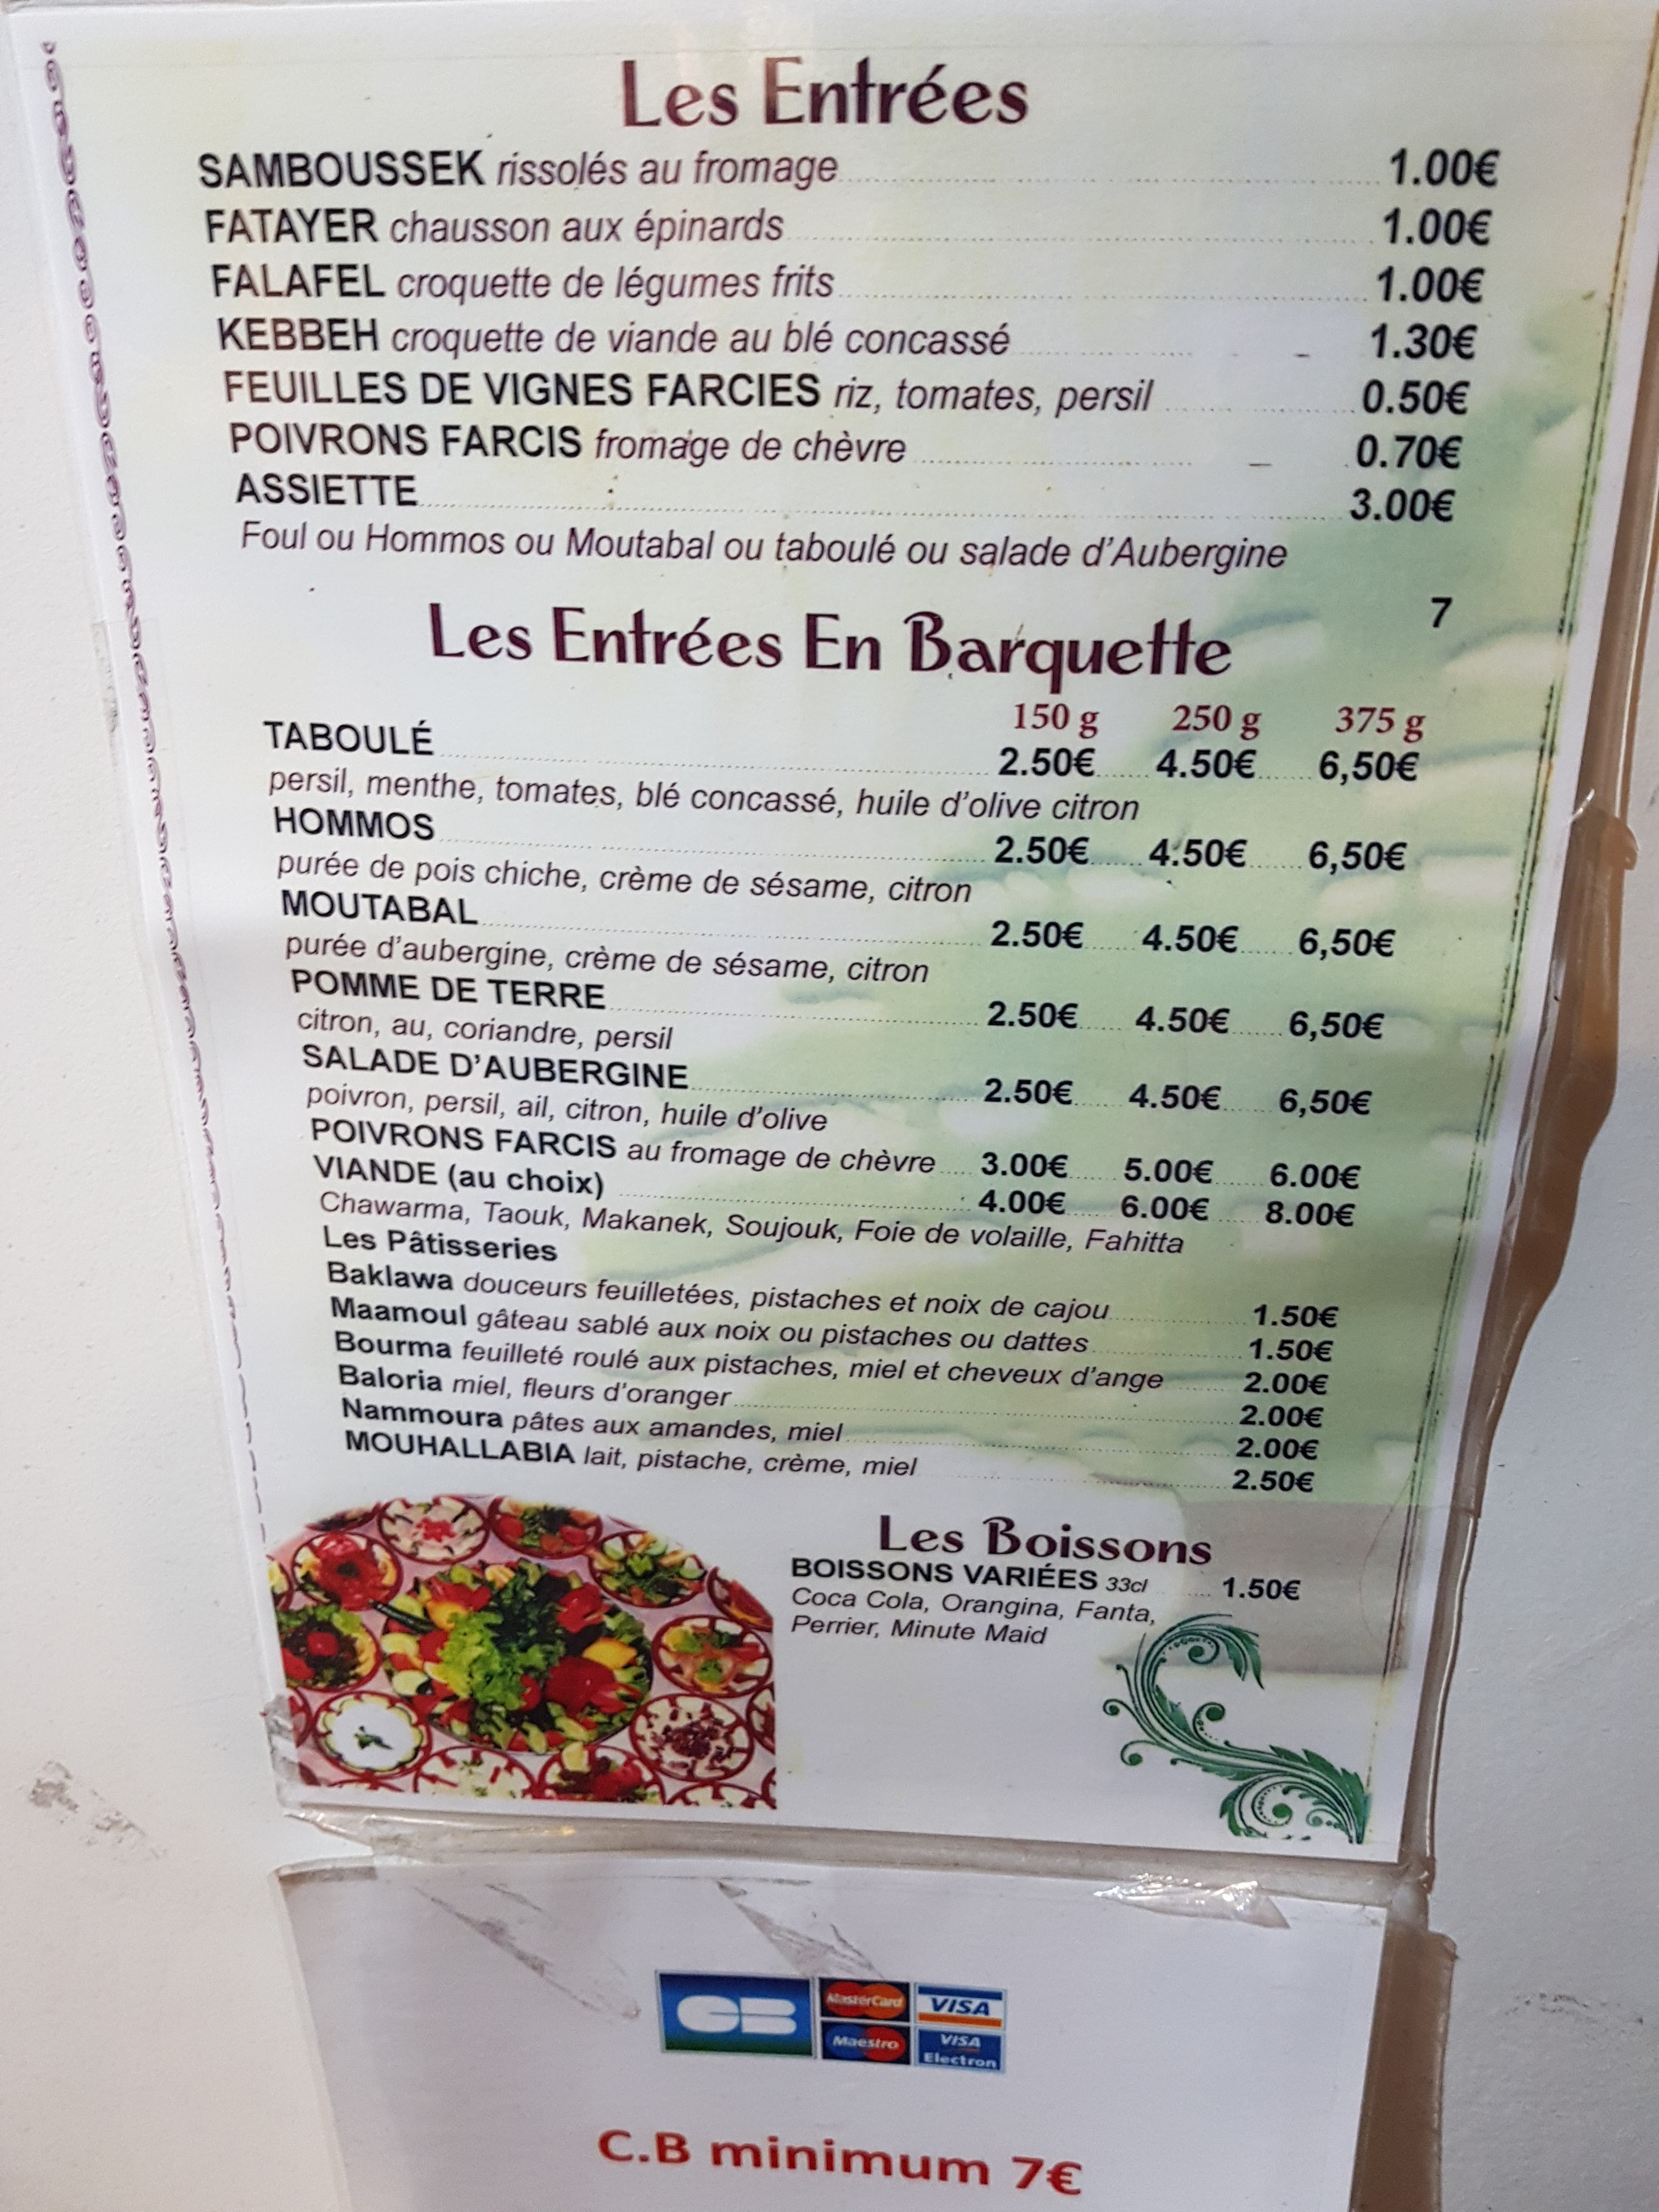 Les Entrées
SAMBOUSSEK rissolés au fromage 1.00€
FATAYER chausson aux épinards 1.00€
FALAFEL croquette de légumes frits 1.00€
KEBBEH croquette de viande au blé concassé 1.30€
FEUILLES DE VIGNES FARCIES riz, tomates, persil 0.50€
POIVRONS FARCIS fromage de chèvre 0.70€
ASSIETTE 3.00€
Foul ou Hommos ou Moutabal ou taboulé ou salade d'Aubergine
7
Les Entrées En Barquette
150 g 250 g 375 g
TABOULÉ 2.50€ 4.50€ 6,50€
persil, menthe, tomates, blé concassé, huile d'olive citron
HOMMOS 2.50€ 4.50€ 6,50€
purée de pois chiche, crème de sésame, citron
MOUTABAL 2.50€ 4.50€ 6,50€
purée d'aubergine, crème de sésame, citron
POMME DE TERRE 2.50€ 4.50€ 6,50€
citron, au, coriandre, persil
SALADE D'AUBERGINE 2.50€ 4.50€ 6,50€
poivron, persil, ail, citron, huile d'olive
POIVRONS FARCIS au fromage de chèvre 3.00€ 5.00€ 6.00€
VIANDE (au choix) 4.00€ 6.00€ 8.00€
Chawarma, Taouk, Makanek, Soujouk, Foie de volaille, Fahitta
Les Pâtisseries
Baklawa douceurs feuilletées, pistaches et noix de cajou 1.50€
Maamoul gâteau sablé aux noix ou pistaches ou dattes 1.50€
Bourma feuilleté roulé aux pistaches, miel et cheveux d'ange 2.00€
Baloria miel, fleurs d'oranger 2.00€
Nammoura pâtes aux amandes, miel 2.00€
MOUHALLABIA lait, pistache, crème, miel 2.50€
Les Boissons
BOISSONS VARIÉES 33cl 1.50€
Coca Cola, Orangina, Fanta,
Perrier, Minute Maid
CB MasterCard VISA
Maestro VISA Electron
C.B minimum 7€